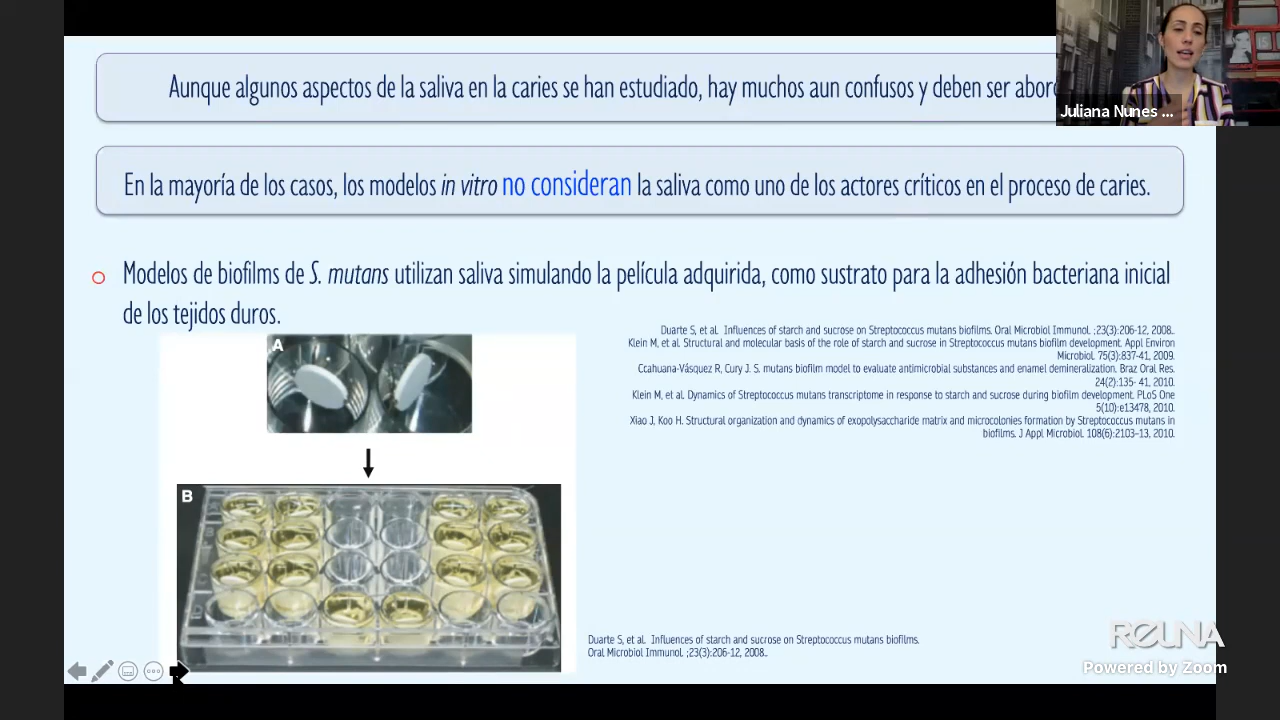 Aunque algunos aspectos de la saliva en la caries se han estudiado, hay muchos aun confusos y deben ser
Juliana Nunes ...
En la mayoría de los casos, los modelos in vitro no consideran la saliva como uno de los actores críticos en el proceso de caries.
Modelos de biofilms de S. mutans utilizan saliva simulando la película adquirida, como sustrato para la adhesión bacteriana inicial
de los tejidos duros.
A
B
Duarte S, et al. Influences of starch and sucrose on Streptococcus mutans biofilms. Oral Microbiol Immunol. ;23(3):206-12, 2008..
Klein M, et al. Structural and molecular basis of the role of starch and sucrose in Streptococcus mutans biofilm development. Appl Environ
Microbiol. 75(3):837-41, 2009.
Ccahuana-Vásquez R, Cury J. S. mutans biofilm model to evaluate antimicrobial substances and enamel demineralization. Braz Oral Res.
24(2):135- 41, 2010.
Klein M, et al. Dynamics of Streptococcus mutans transcriptome in response to starch and sucrose during biofilm development. PLoS One
5(10):e13478, 2010.
Xiao J, Koo H. Structural organization and dynamics of exopolysaccharide matrix and microcolonies formation by Streptococcus mutans in
biofilms. J Appl Microbiol. 108(6):2103–13, 2010.
Duarte S, et al. Influences of starch and sucrose on Streptococcus mutans biofilms.
Oral Microbiol Immunol. ;23(3):206-12, 2008..
REUNA
Powered by Zoom